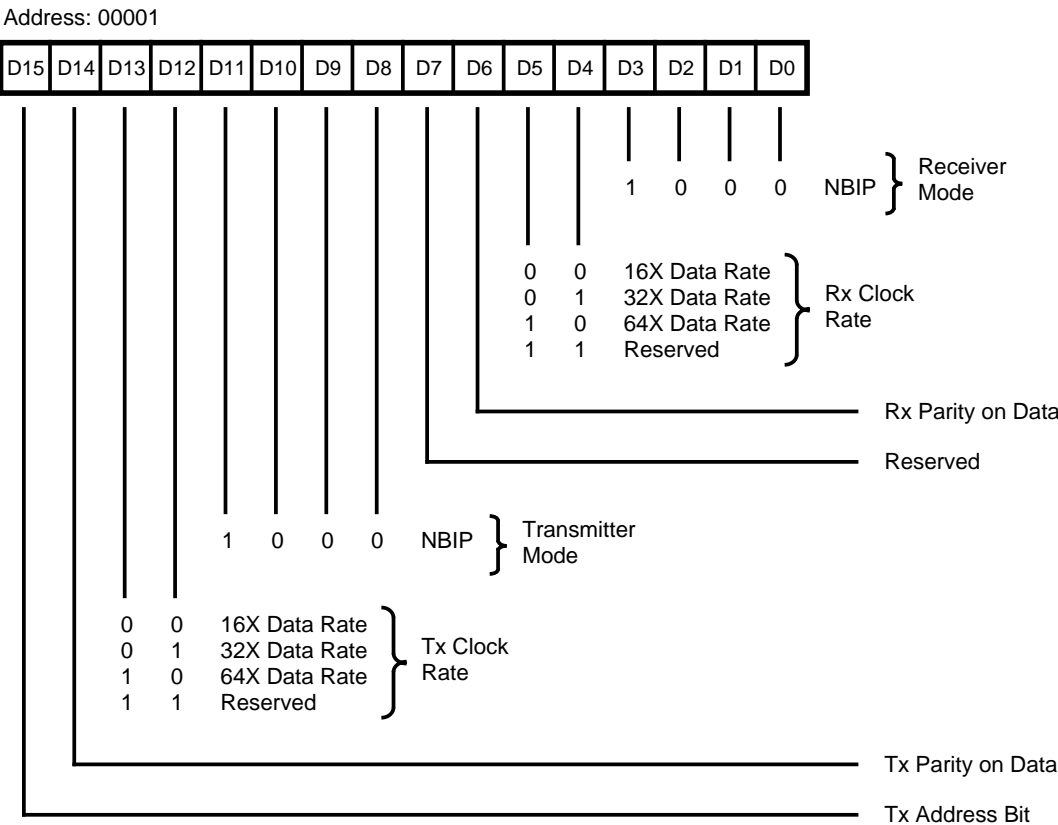 Address: 00001
D15 D14 D13 D12 D11 D10 D9 D8 D7 D6 D5 D4 D3 D2 D1 D0
1 0 0 0 NBIP Receiver
Mode
0 0 16X Data Rate
0 1 32X Data Rate Rx Clock
1 0 64X Data Rate Rate
1 1 Reserved
Rx Parity on Data
Reserved
1 0 0 0 NBIP Transmitter
Mode
0 0 16X Data Rate
0 1 32X Data Rate Tx Clock
1 0 64X Data Rate Rate
1 1 Reserved
Tx Parity on Data
Tx Address Bit